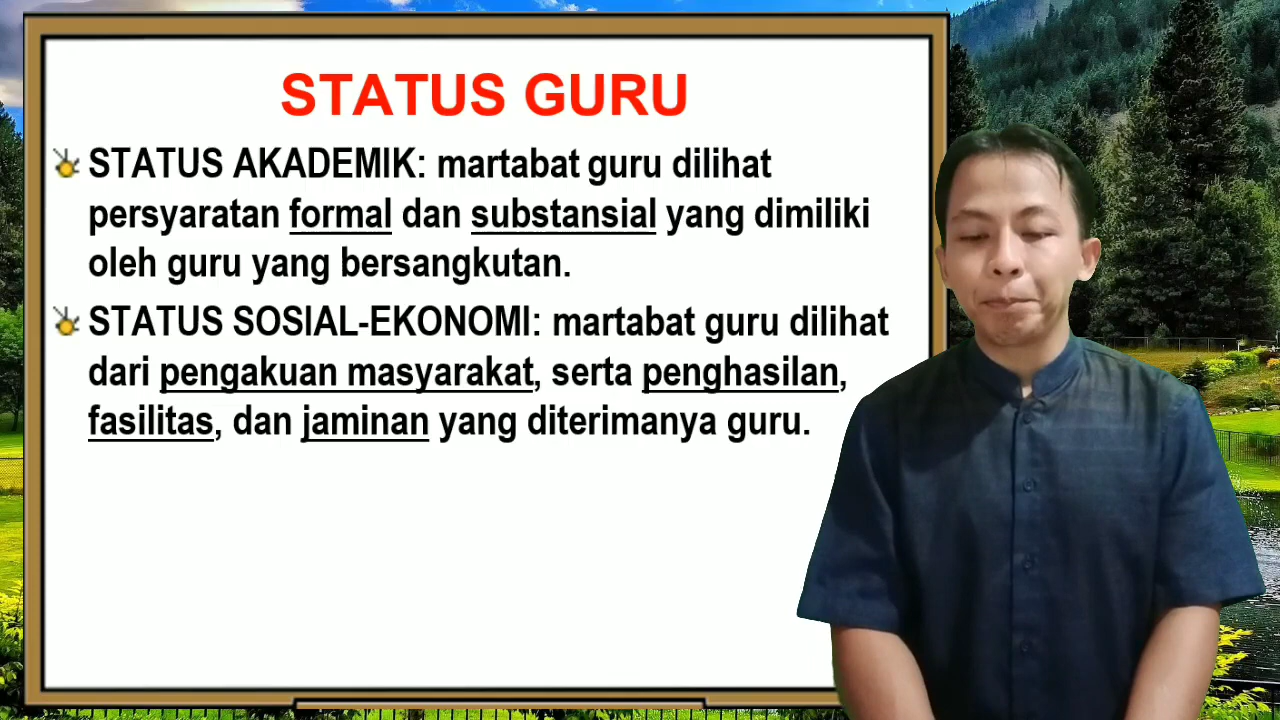 STATUS GURU
STATUS AKADEMIK: martabat guru dilihat
persyaratan formal dan substansial yang dimiliki
oleh guru yang bersangkutan.
STATUS SOSIAL-EKONOMI: martabat guru dilihat
dari pengakuan masyarakat, serta penghasilan,
fasilitas, dan jaminan yang diterimanya guru.